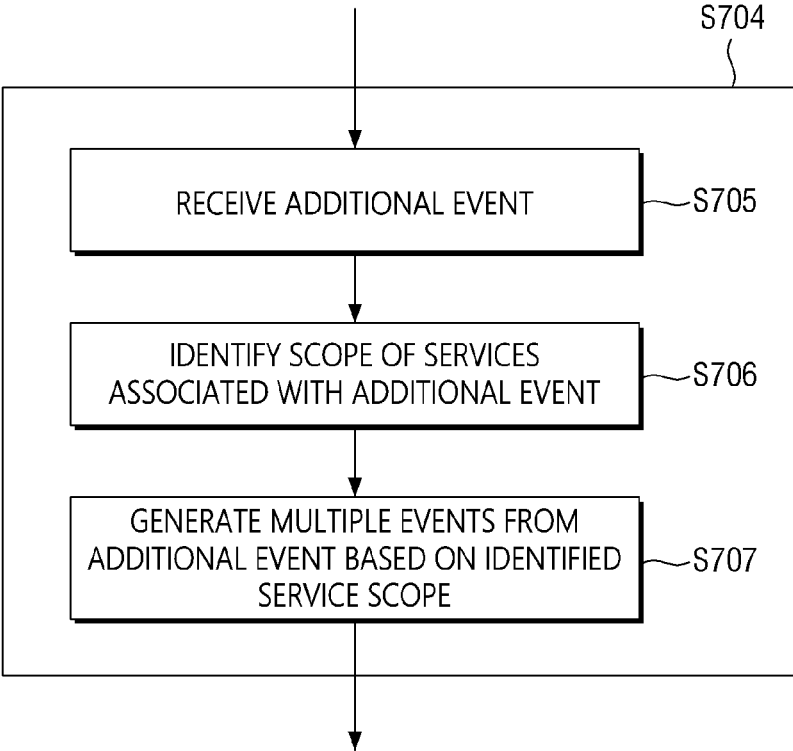 S704
RECEIVE ADDITIONAL EVENT
S705
IDENTIFY SCOPE OF SERVICES
ASSOCIATED WITH ADDITIONAL EVENT
S706
GENERATE MULTIPLE EVENTS FROM
ADDITIONAL EVENT BASED ON IDENTIFIED
SERVICE SCOPE
S707